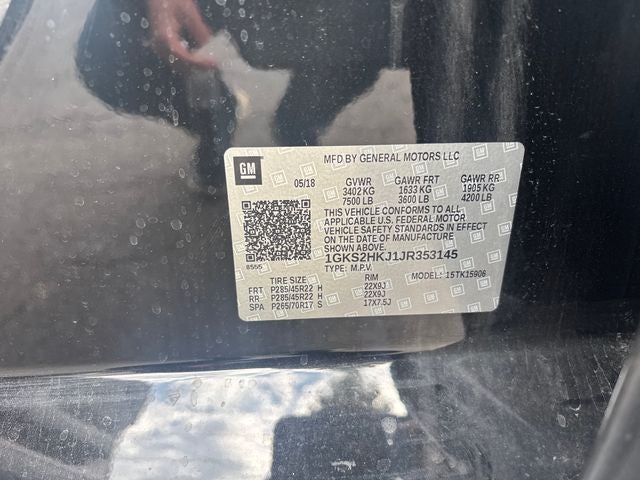 GM
MFD BY GENERAL MOTORS LLC
05/18 GVWR GAWR FRT GAWR RR
3402 KG 1633 KG 1905 KG
7500 LB 3600 LB 4200 LB
THIS VEHICLE CONFORMS TO ALL
APPLICABLE U.S. FEDERAL MOTOR
VEHICLE SAFETY STANDARDS IN EFFECT
ON THE DATE OF MANUFACTURE
SHOWN ABOVE.
8555 1GKS2HKJ1JR353145
TYPE: M.P.V. MODEL: 15TK15906
TIRE SIZE RIM
FRT P285/45R22 H 22X9J
RR P285/45R22 H 22X9J
SPA P265/70R17 S 17X7.5J